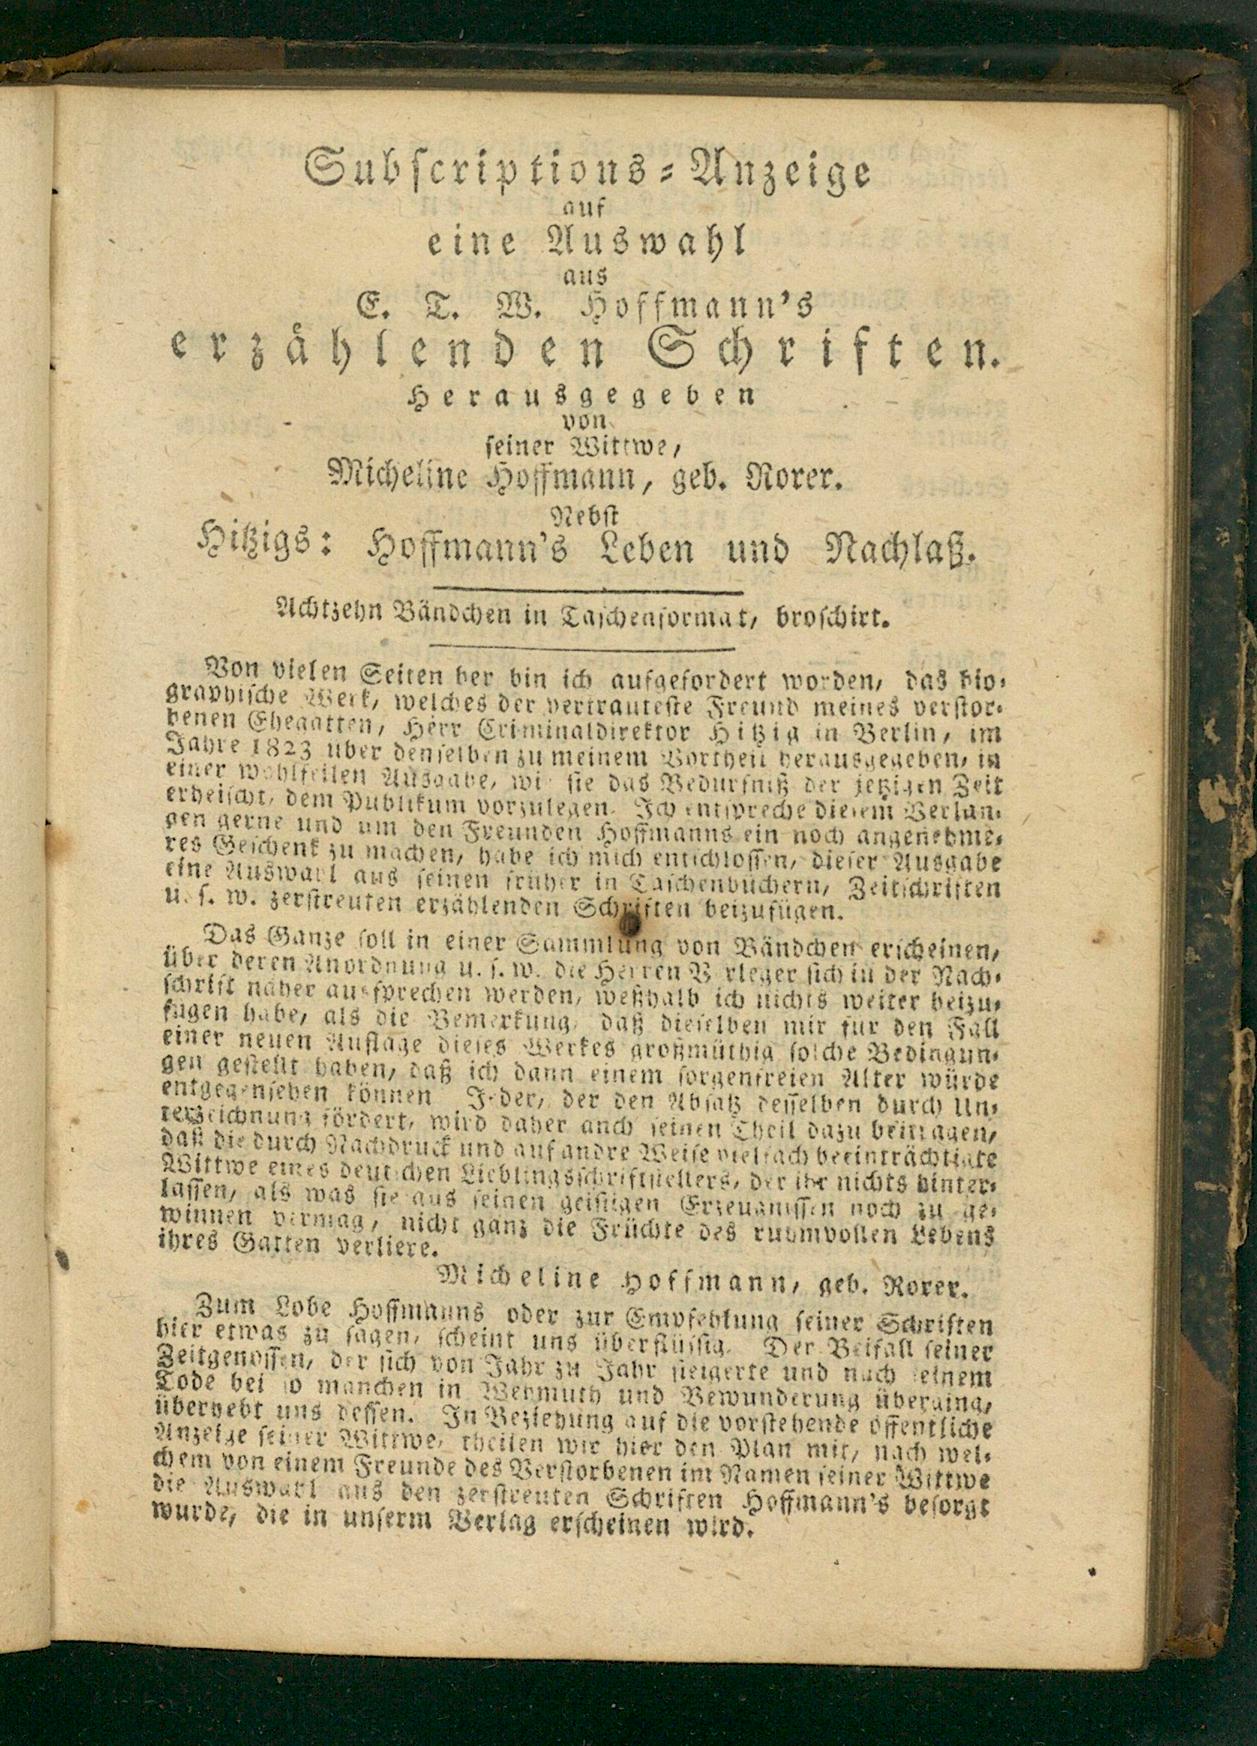 Subscriptions-Anzeige
auf
eine Auswahl
aus
E. T. W. Hoffmann's
erzählenden Schriften.
Herausgegeben
von
seiner Wittwe,
Micheline Hoffmann, geb. Rorer.
Nebst
Hitzigs: Hoffmann's Leben und Nachlaß.
Achtzehn Bändchen in Taschenformat, broschirt.
Von vielen Seiten her bin ich aufgefordert worden, das bio-
graphische Werk, welches der vertrauteste Freund meines verstor-
benen Ehegatten, Herr Criminaldirektor Hitzig in Berlin, im
Jahre 1823 über denselben zu meinem Vortheil herausgegeben, in
einer wohlfeilen Ausgabe, wie sie das Bedürfniß der jetzigen Zeit
erheischt, dem Publikum vorzulegen. Ich entspreche diesem Verlan-
gen gerne und um den Freunden Hoffmanns ein noch angenehme-
res Geschenk zu machen, habe ich mich entschlossen, dieser Ausgabe
eine Auswahl aus seinen früher in Taschenbüchern, Zeitschriften
u. s. w. zerstreuten erzählenden Schriften beizufügen.
Das Ganze soll in einer Sammlung von Bändchen erscheinen,
über deren Anordnung u. s. w. die Herren Verleger sich in der Nach-
schrift näher aussprechen werden, weßhalb ich nichts weiter beizu-
fügen habe, als die Bemerkung, daß dieselben mir für den Fall
einer neuen Auflage dieses Werkes großmüthig solche Bedingun-
gen gestellt haben, daß ich dann einem sorgenfreien Alter würde
entgegensehen können. Jeder, der den Absatz desselben durch Un-
terzeichnung fördert, wird daher auch seinen Theil dazu beitragen,
daß die durch Nachdruck und auf andre Weise vielfach beeinträchtigte
Wittwe eines deutschen Lieblingsschriftstellers, der ihr nichts hinter-
lassen, als was sie aus seinen geistigen Erzeugnissen noch zu ge-
winnen vermag, nicht ganz die Früchte des ruhmvollen Lebens
ihres Gatten verliere.
Micheline Hoffmann, geb. Rorer.
Zum Lobe Hoffmanns oder zur Empfehlung seiner Schriften
hier etwas zu sagen, scheint uns überflüssig. Der Beifall seiner
Zeitgenossen, der sich von Jahr zu Jahr steigerte und nach seinem
Tode bei so manchen in Wehmuth und Bewunderung überging,
überhebt uns dessen. In Beziehung auf die vorstehende öffentliche
Anzeige seiner Wittwe, theilen wir hier den Plan mit, nach wel-
chem von einem Freunde des Verstorbenen im Namen seiner Wittwe
die Auswahl aus den zerstreuten Schriften Hoffmann's besorgt
wurde, die in unserm Verlag erscheinen wird.